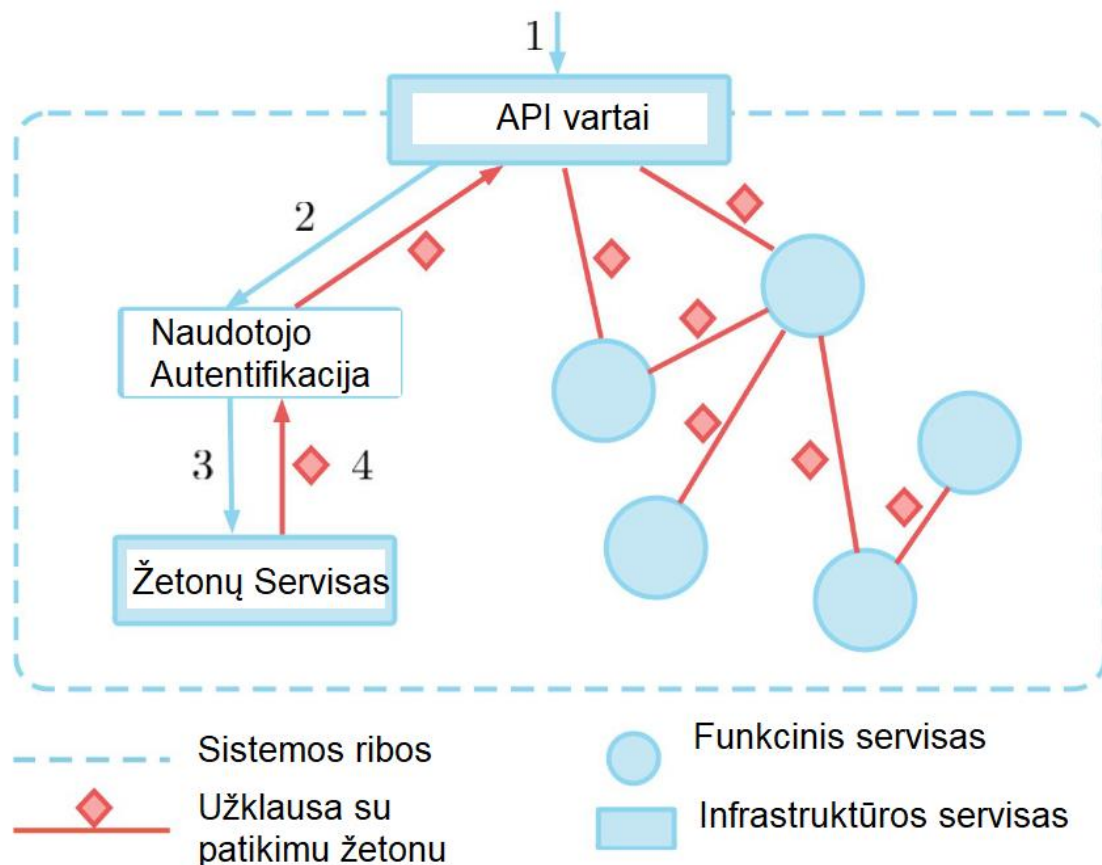 1
API vartai
2
Naudotojo
Autentifikacija
3
4
Žetonų Servisas
Sistemos ribos
Užklausa su
patikimu žetonu
Funkcinis servisas
Infrastruktūros servisas